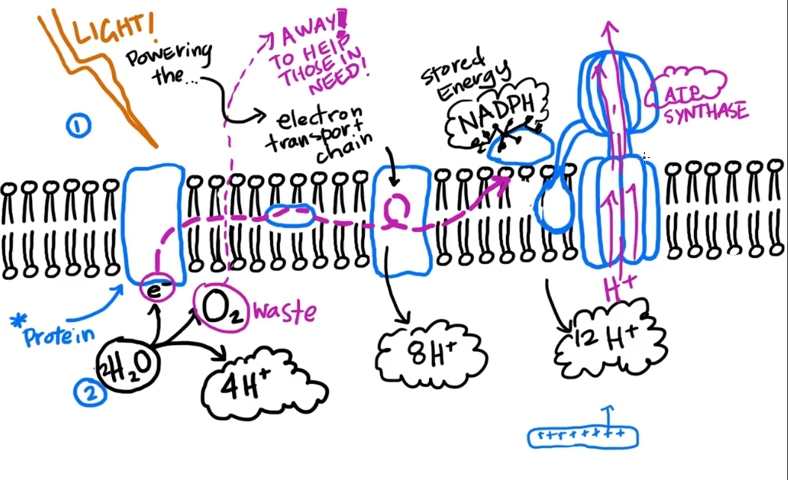 LIGHT!
Powering
the...
AWAY!
TO HELP
THOSE IN
NEED!
electron
transport
chain
Stored
Energy
NADPH
ATP
SYNTHASE
1
e-
O2 Waste
H+
* Protein
2H2O
2
4H+
8H+
12 H+
++++++++